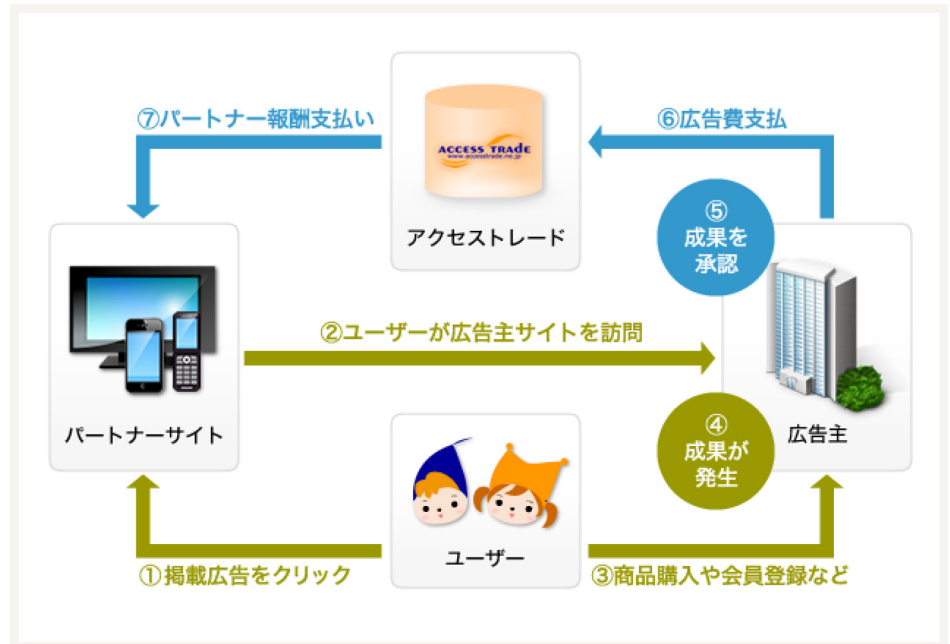 ⑦パートナー報酬支払い
⑥広告費支払
ACCESS TRADE
www.accesstrade.ne.jp
アクセストレード
⑤
成果を
承認
②ユーザーが広告主サイトを訪問
パートナーサイト
広告主
④
成果が
発生
ユーザー
①掲載広告をクリック
③商品購入や会員登録など